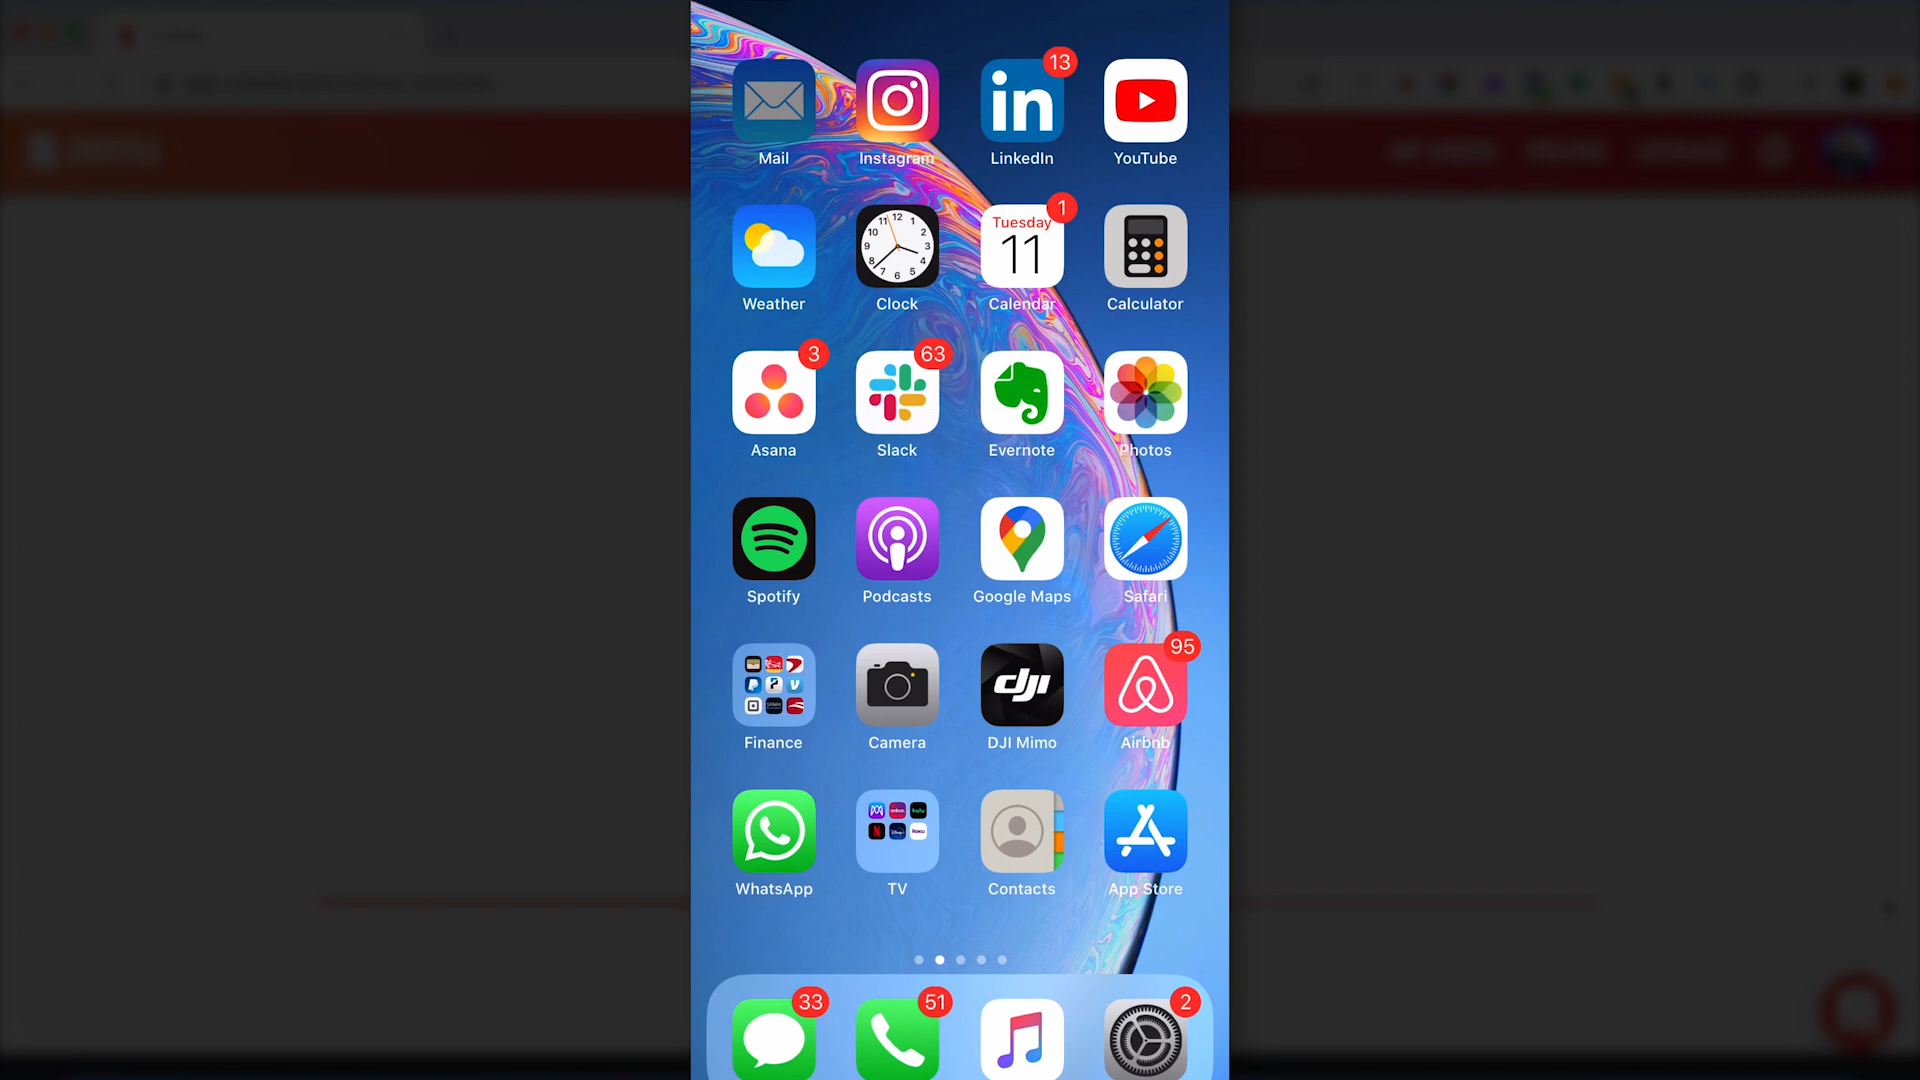 13
Mail Instagram LinkedIn YouTube
1
Tuesday
11
Weather Clock Calendar Calculator
3 63
Asana Slack Evernote Photos
Spotify Podcasts Google Maps Safari
95
dji
Finance Camera DJI Mimo Airbnb
WhatsApp TV Contacts App Store
33 51 2